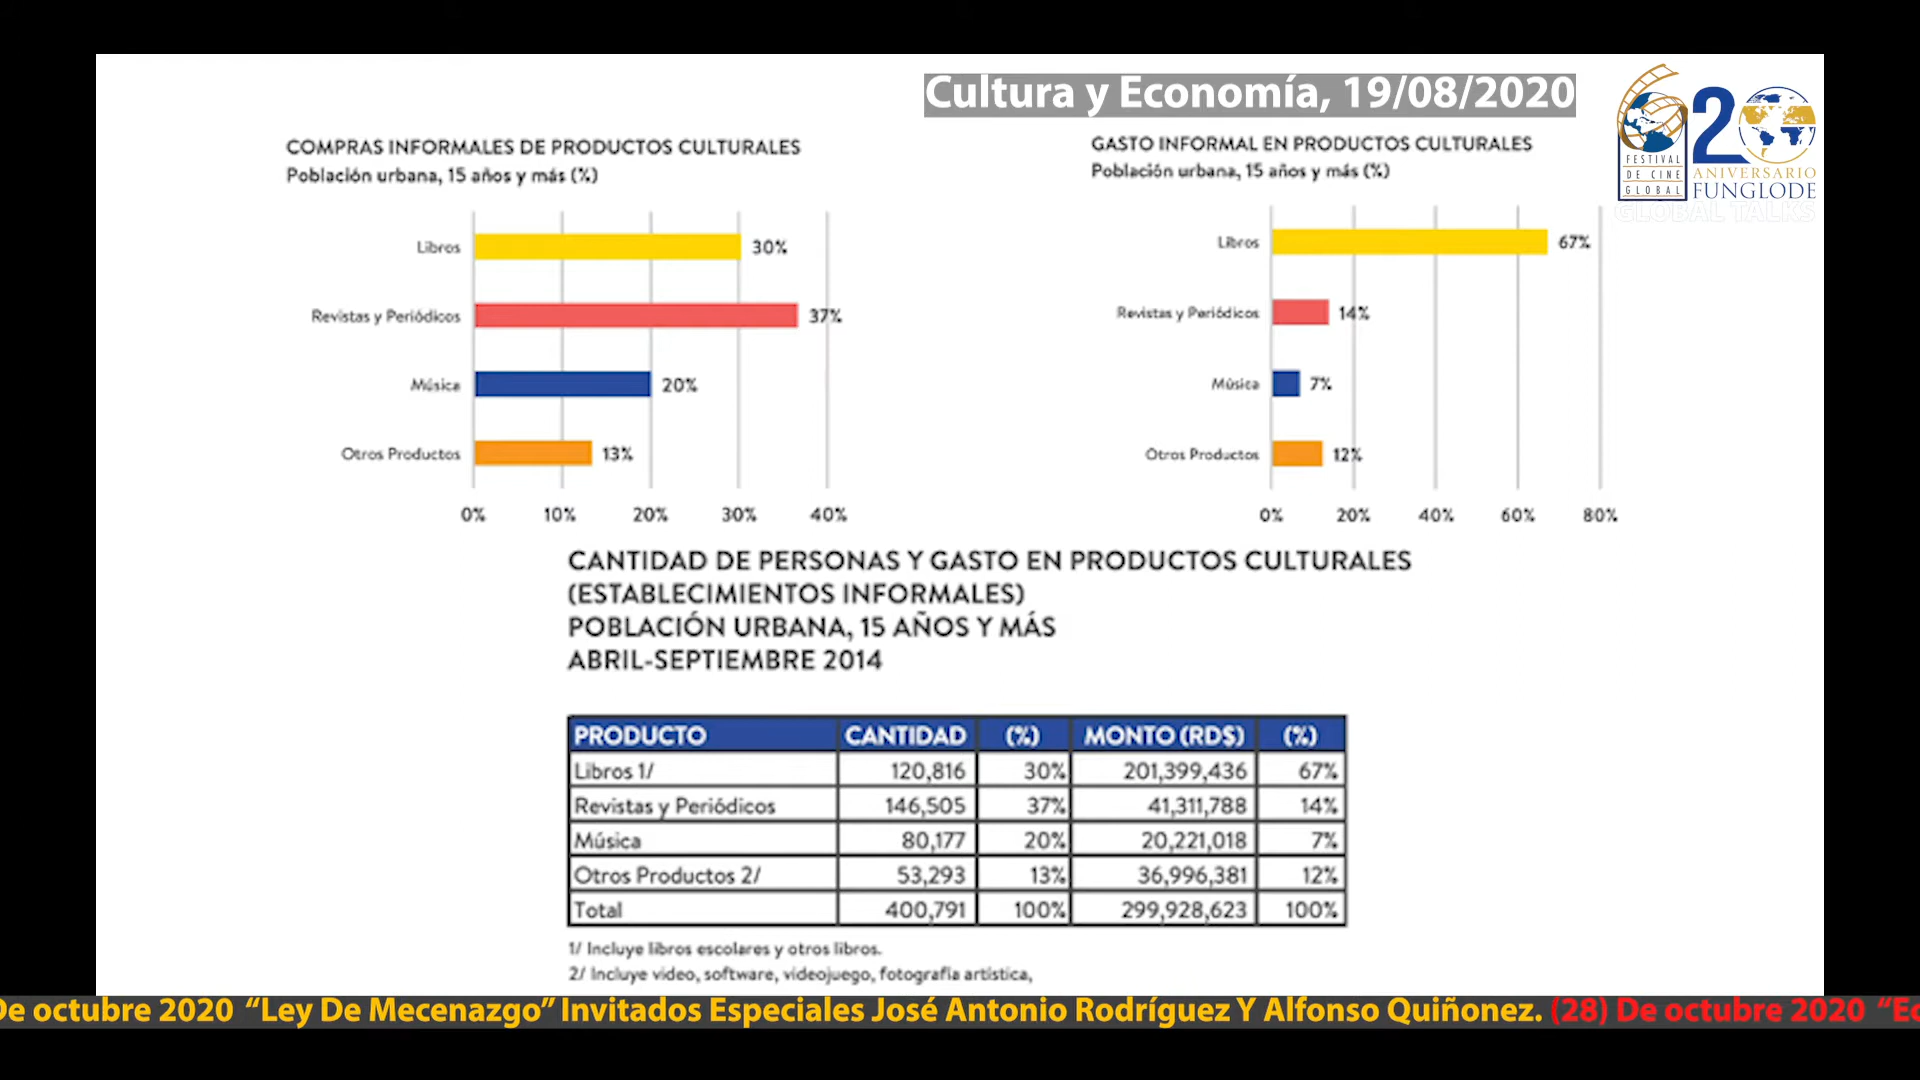 Cultura y Economía, 19/08/2020
FESTIVAL
DE CINE
GLOBAL
20
ANIVERSARIO
FUNGLODE
GLOBAL TALKS
COMPRAS INFORMALES DE PRODUCTOS CULTURALES
Población urbana, 15 años y más (%)
Libros 30%
Revistas y Periódicos 37%
Música 20%
Otros Productos 13%
0% 10% 20% 30% 40%
GASTO INFORMAL EN PRODUCTOS CULTURALES
Población urbana, 15 años y más (%)
Libros 67%
Revistas y Periódicos 14%
Música 7%
Otros Productos 12%
0% 20% 40% 60% 80%
CANTIDAD DE PERSONAS Y GASTO EN PRODUCTOS CULTURALES
(ESTABLECIMIENTOS INFORMALES)
POBLACIÓN URBANA, 15 AÑOS Y MÁS
ABRIL-SEPTIEMBRE 2014
PRODUCTO CANTIDAD (%) MONTO (RD$) (%)
Libros 1/ 120,816 30% 201,399,436 67%
Revistas y Periódicos 146,505 37% 41,311,788 14%
Música 80,177 20% 20,221,018 7%
Otros Productos 2/ 53,293 13% 36,996,381 12%
Total 400,791 100% 299,928,623 100%
1/ Incluye libros escolares y otros libros.
2/ Incluye video, software, videojuego, fotografía artística,
De octubre 2020 “Ley De Mecenazgo” Invitados Especiales José Antonio Rodríguez Y Alfonso Quiñonez. (28) De octubre 2020 “Ec